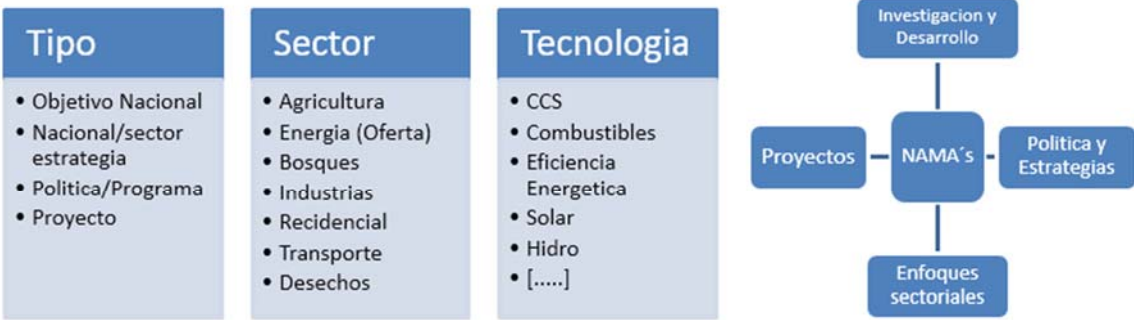 Tipo
• Objetivo Nacional
• Nacional/sector
estrategia
• Politica/Programa
• Proyecto
Sector
• Agricultura
• Energia (Oferta)
• Bosques
• Industrias
• Recidencial
• Transporte
• Desechos
Tecnologia
• CCS
• Combustibles
• Eficiencia
Energetica
• Solar
• Hidro
• [.....]
Investigacion y
Desarrollo
Proyectos
NAMA´s
Politica y
Estrategias
Enfoques
sectoriales